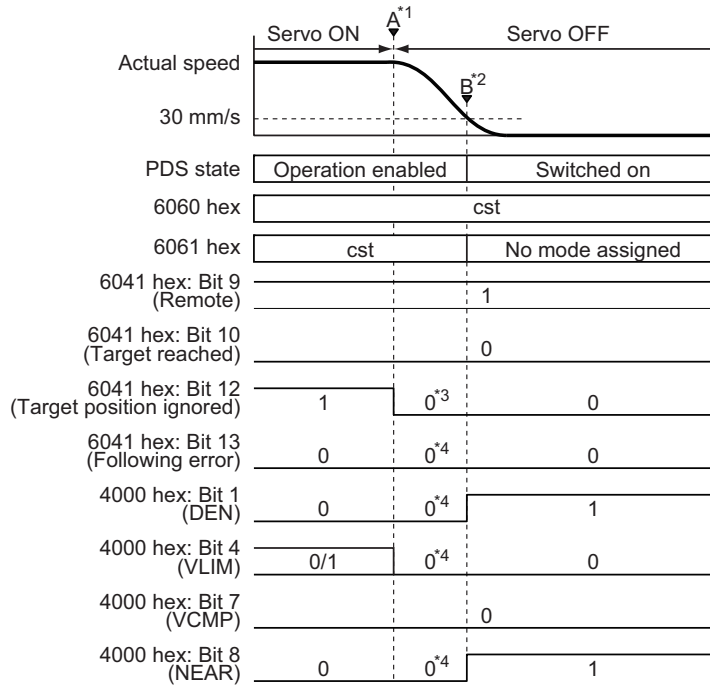 A*1
Servo ON Servo OFF
Actual speed
B*2
30 mm/s
PDS state Operation enabled Switched on
6060 hex cst
6061 hex cst No mode assigned
6041 hex: Bit 9
(Remote) 1
6041 hex: Bit 10
(Target reached) 0
6041 hex: Bit 12
(Target position ignored) 1 0*3 0
6041 hex: Bit 13
(Following error) 0 0*4 0
4000 hex: Bit 1
(DEN) 0 0*4 1
4000 hex: Bit 4
(VLIM) 0/1 0*4 0
4000 hex: Bit 7
(VCMP) 0
4000 hex: Bit 8
(NEAR) 0 0*4 1